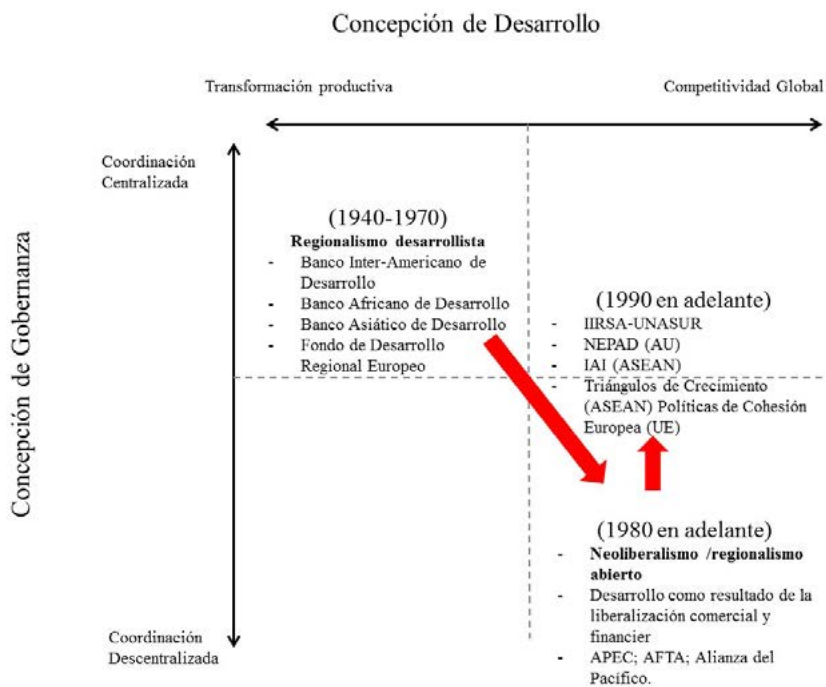 Concepción de Desarrollo
Transformación productiva
Competitividad Global
Concepción de Gobernanza
Coordinación
Centralizada
(1940-1970)
Regionalismo desarrollista
- Banco Inter-Americano de
Desarrollo
- Banco Africano de Desarrollo
- Banco Asiático de Desarrollo
- Fondo de Desarrollo
Regional Europeo
(1990 en adelante)
- IIRSA-UNASUR
- NEPAD (AU)
- IAI (ASEAN)
- Triángulos de Crecimiento
(ASEAN) Políticas de Cohesión
Europea (UE)
(1980 en adelante)
- Neoliberalismo /regionalismo
abierto
- Desarrollo como resultado de la
liberalización comercial y
financier
- APEC; AFTA; Alianza del
Pacífico.
Coordinación
Descentralizada